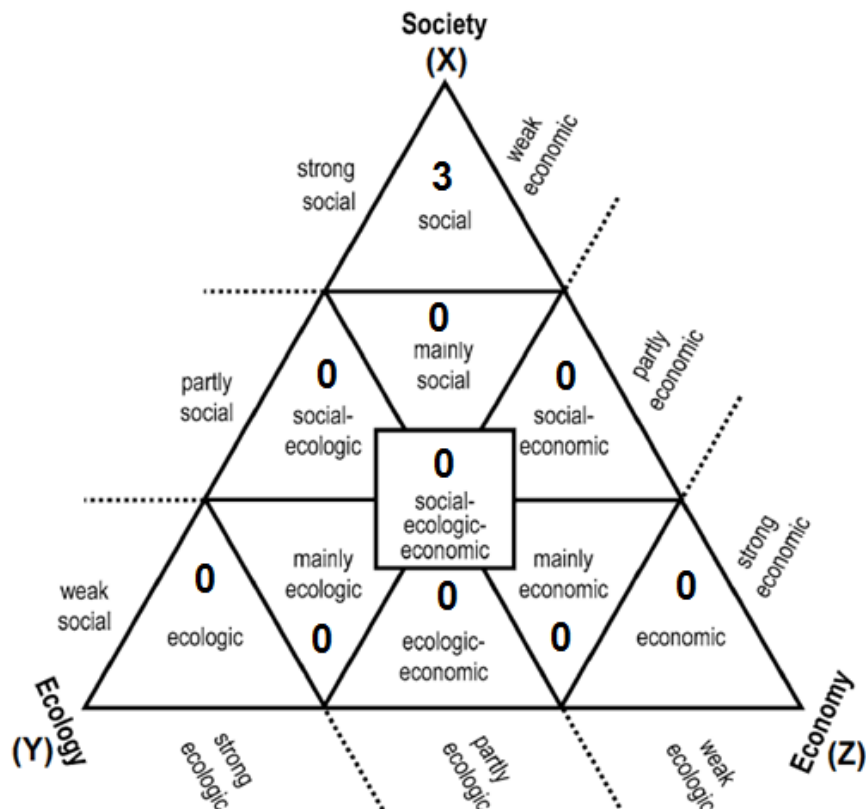 Society
(X)
strong
social
weak
economic
3
social
0
mainly
social
partly
social
0
social-
ecologic
0
social-
economic
partly
economic
0
social-
ecologic-
economic
weak
social
0
ecologic
mainly
ecologic
0
0
ecologic-
economic
mainly
economic
0
0
economic
strong
economic
Ecology
(Y)
strong
ecologic
partly
ecologic
weak
ecologic
Economy
(Z)